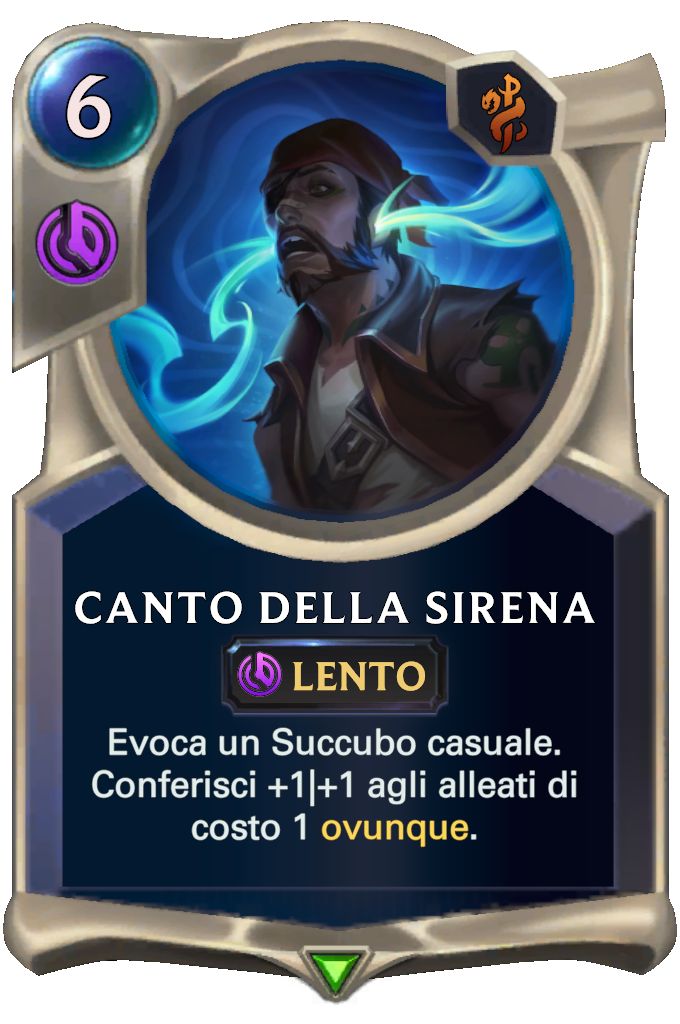 6
CANTO DELLA SIRENA
LENTO
Evoca un Succubo casuale.
Conferisci +1|+1 agli alleati di
costo 1 ovunque.